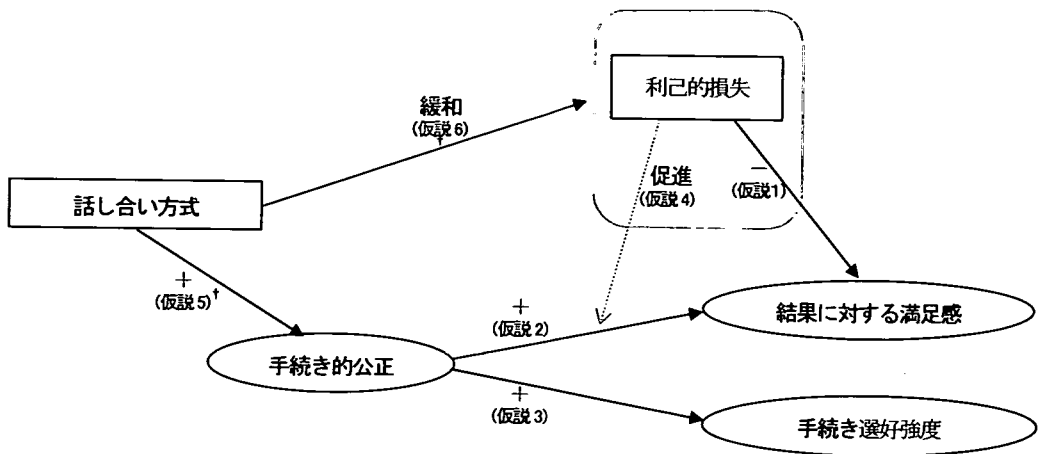 利己的損失
緩和
(仮説6)†
促進
(仮説4)
－
(仮説1)
話し合い方式
＋
(仮説5)†
＋
(仮説2)
結果に対する満足感
手続き的公正
＋
(仮説3)
手続き選好強度